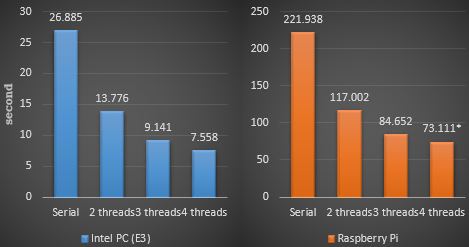 30
26.885
25
20
15
13.776
10
9.141
7.558
5
0
second
Serial
2 threads
3 threads
4 threads
Intel PC (E3)
250
221.938
200
150
117.002
100
84.652
73.111*
50
0
Serial
2 threads
3 threads
4 threads
Raspberry Pi